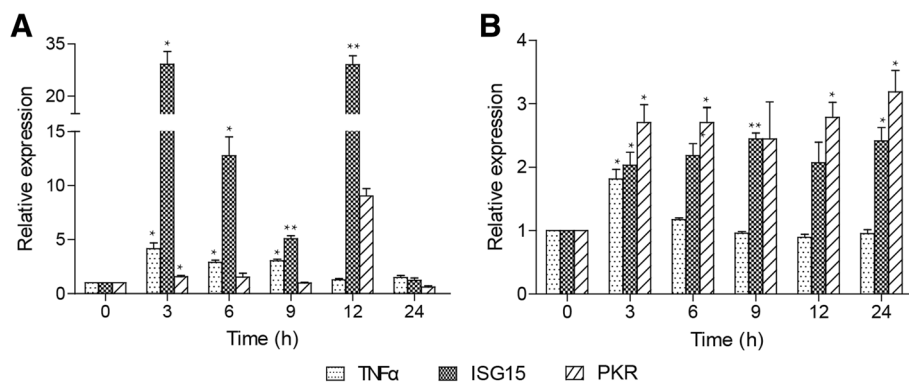 A
Relative expression
35
20
15
10
5
0
* * * * * * ** ** *
0 3 6 9 12 24
Time (h)
B
Relative expression
4
3
2
1
0
* * * * * ** * * *
0 3 6 9 12 24
Time (h)
TNFα ISG15 PKR